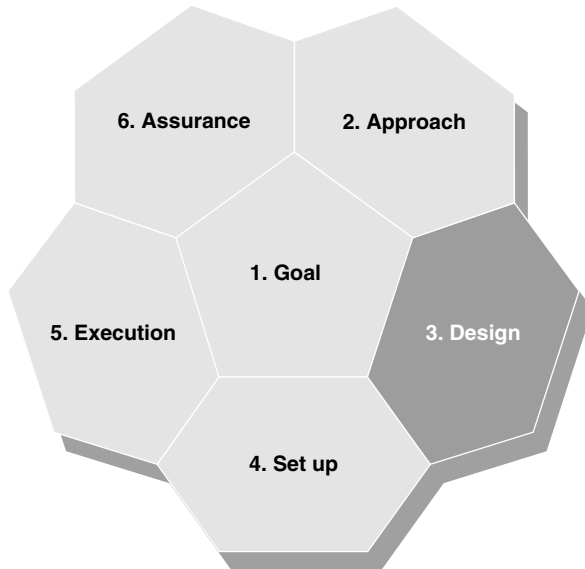 6. Assurance
2. Approach
1. Goal
5. Execution
3. Design
4. Set up